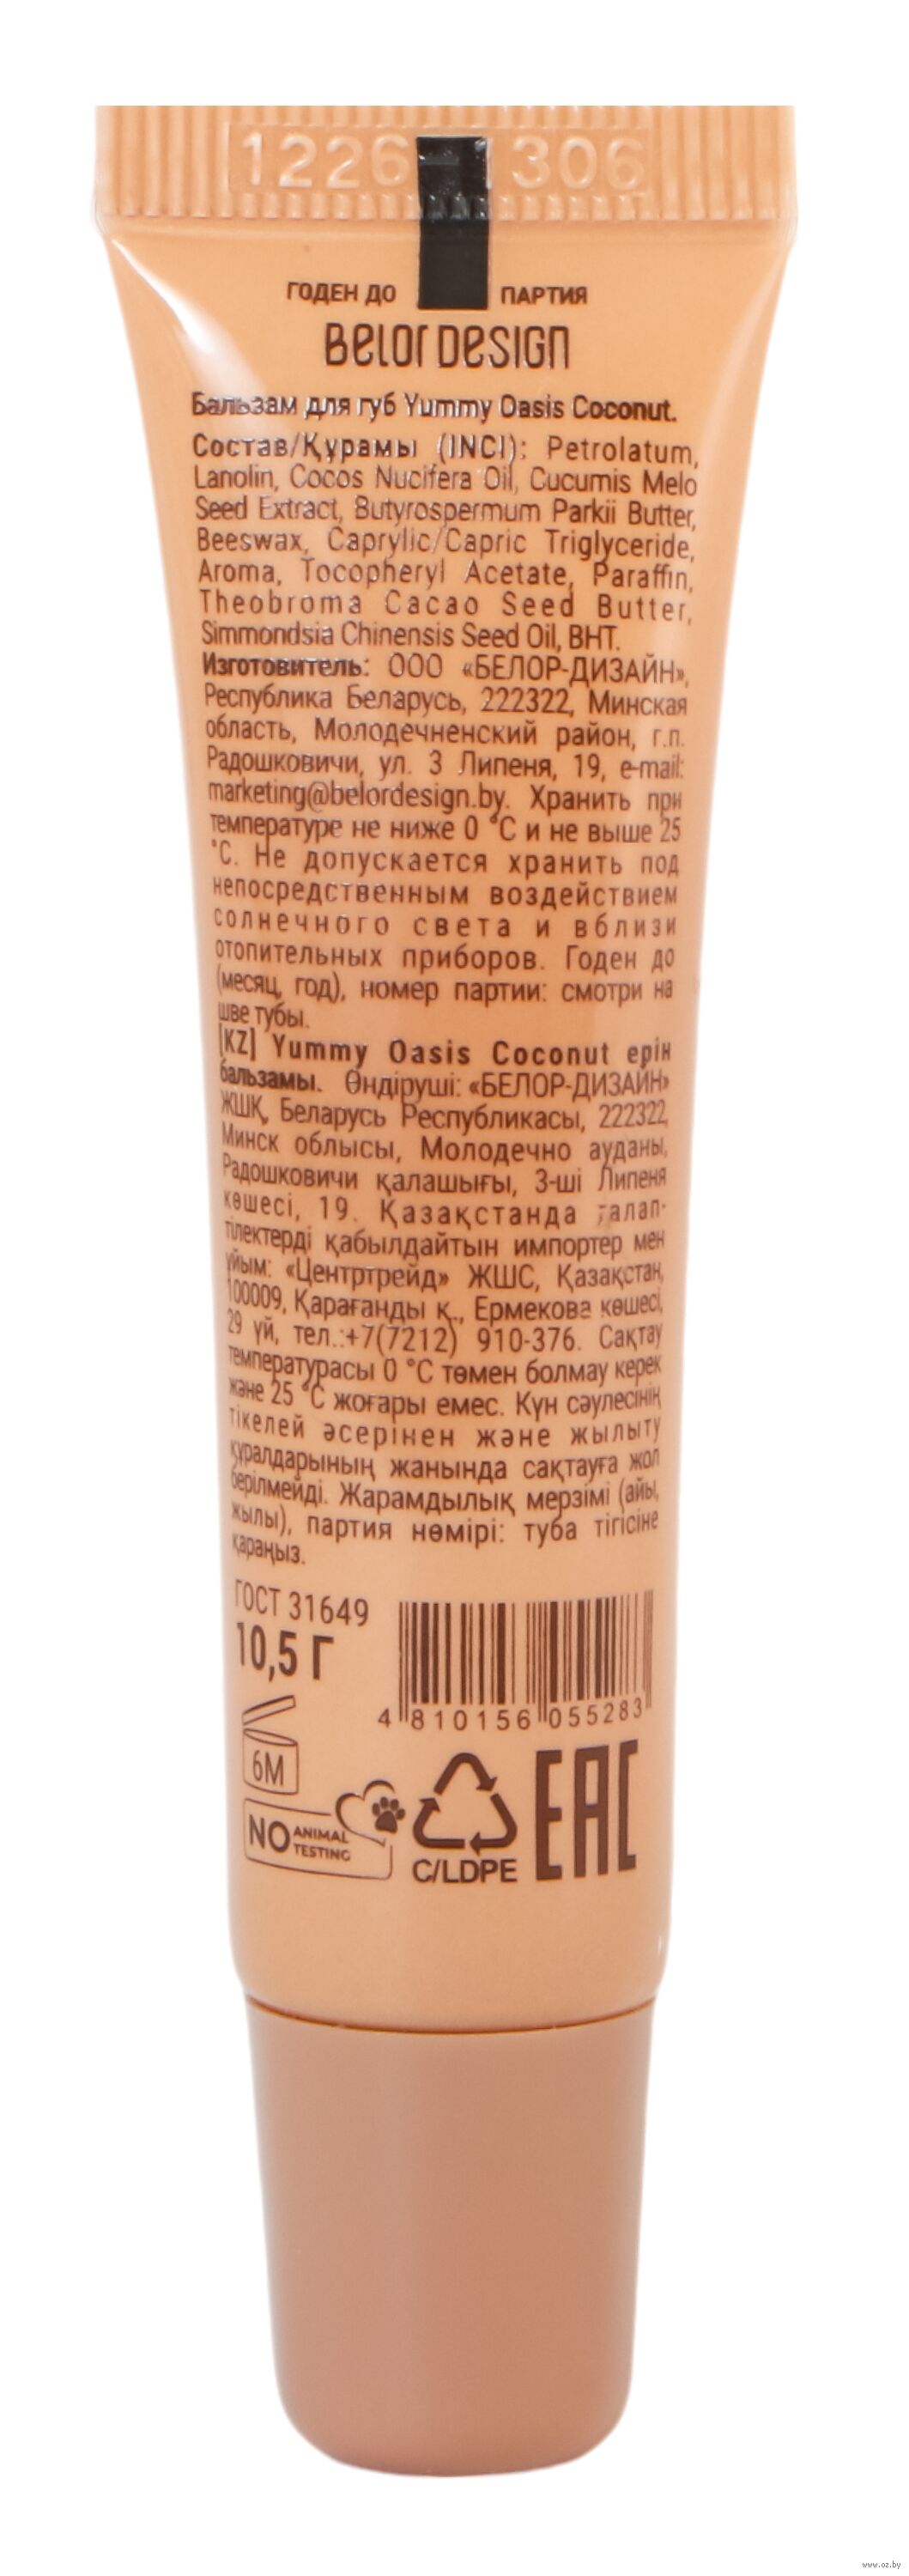 1226 1306
ГОДЕН ДО ПАРТИЯ
BELOR DESIGN
Бальзам для губ Yummy Oasis Coconut.
Состав/Құрамы (INCI): Petrolatum,
Lanolin, Cocos Nucifera Oil, Cucumis Melo
Seed Extract, Butyrospermum Parkii Butter,
Beeswax, Caprylic/Capric Triglyceride,
Aroma, Tocopheryl Acetate, Paraffin,
Theobroma Cacao Seed Butter,
Simmondsia Chinensis Seed Oil, BHT.
Изготовитель: ООО «БЕЛОР-ДИЗАЙН»,
Республика Беларусь, 222322, Минская
область, Молодечненский район, г.п.
Радошковичи, ул. 3 Липеня, 19, e-mail:
marketing@belordesign.by. Хранить при
температуре не ниже 0 °C и не выше 25
°C. Не допускается хранить под
непосредственным воздействием
солнечного света и вблизи
отопительных приборов. Годен до
(месяц, год), номер партии: смотри на
шве тубы.
[KZ] Yummy Oasis Coconut ерін
бальзамы. Өндіруші: «БЕЛОР-ДИЗАЙН»
ЖШҚ, Беларусь Республикасы, 222322,
Минск облысы, Молодечно ауданы,
Радошковичи қалашығы, 3-ші Липеня
көшесі, 19. Қазақстанда талап-
тілектерді қабылдайтын импортер мен
ұйым: «Центртрейд» ЖШС, Қазақстан,
100009, Қарағанды қ., Ермекова көшесі,
29 үй, тел.:+7(7212) 910-376. Сақтау
температурасы 0 °C төмен болмау керек
және 25 °C жоғары емес. Күн сәулесінің
тікелей әсерінен және жылыту
құралдарының жанында сақтауға жол
берілмейді. Жарамдылық мерзімі (айы,
жылы), партия нөмірі: туба тігісіне
қараңыз.
ГОСТ 31649
10,5 Г
4 810156 055283
6M
NO ANIMAL TESTING
C/LDPE
EAC
www.oz.by